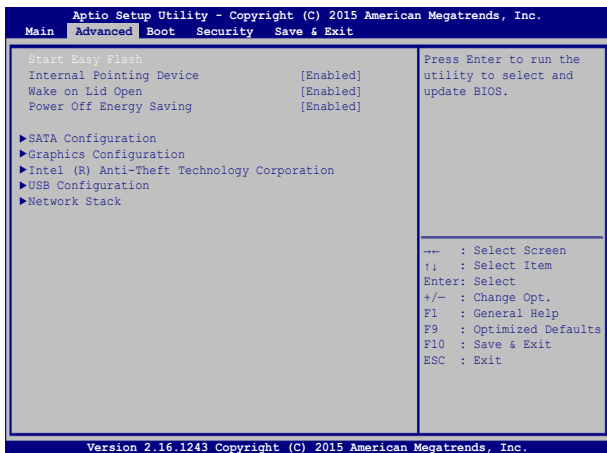 Aptio Setup Utility - Copyright (C) 2015 American Megatrends, Inc.
Main Advanced Boot Security Save & Exit
Start Easy Flash
Internal Pointing Device [Enabled]
Wake on Lid Open [Enabled]
Power Off Energy Saving [Enabled]
▶SATA Configuration
▶Graphics Configuration
▶Intel (R) Anti-Theft Technology Corporation
▶USB Configuration
▶Network Stack
Press Enter to run the
utility to select and
update BIOS.
→← : Select Screen
↑↓ : Select Item
Enter: Select
+/— : Change Opt.
F1 : General Help
F9 : Optimized Defaults
F10 : Save & Exit
ESC : Exit
Version 2.16.1243 Copyright (C) 2015 American Megatrends, Inc.